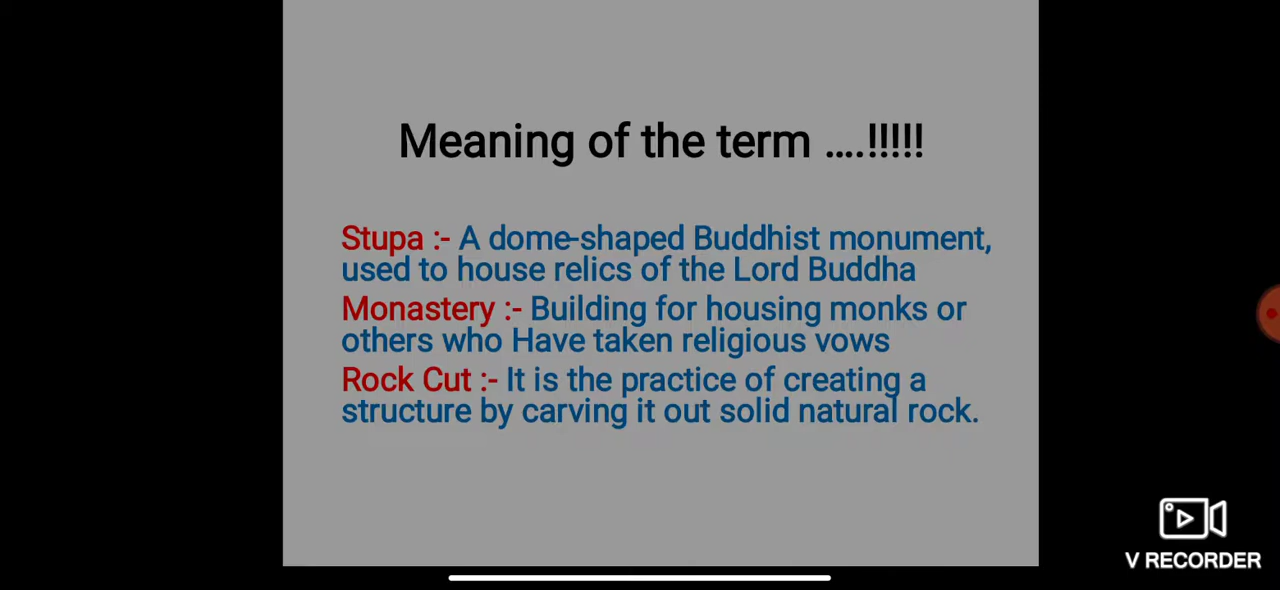 Meaning of the term ....!!!!!
Stupa :- A dome-shaped Buddhist monument,
used to house relics of the Lord Buddha
Monastery :- Building for housing monks or
others who Have taken religious vows
Rock Cut :- It is the practice of creating a
structure by carving it out solid natural rock.
V RECORDER